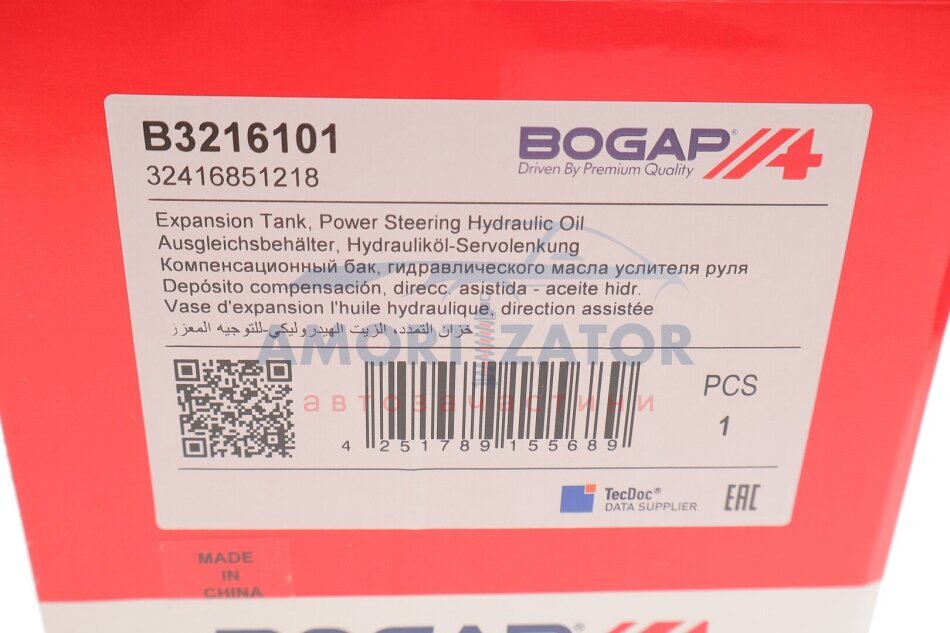 B3216101
32416851218
BOGAP®
Driven By Premium Quality
Expansion Tank, Power Steering Hydraulic Oil
Ausgleichsbehälter, Hydrauliköl-Servolenkung
Компенсационный бак, гидравлического масла усилителя руля
Depósito compensación, direcc. asistida - aceite hidr.
Vase d'expansion l'huile hydraulique, direction assistée
خزان التمدد، الزيت الهيدروليكي-للتوجيه المعزز
AMORTIZATOR
автозапчастини
PCS
1
4 251789 155689
TecDoc®
DATA SUPPLIER
EAC
MADE
IN
CHINA
BOGAP